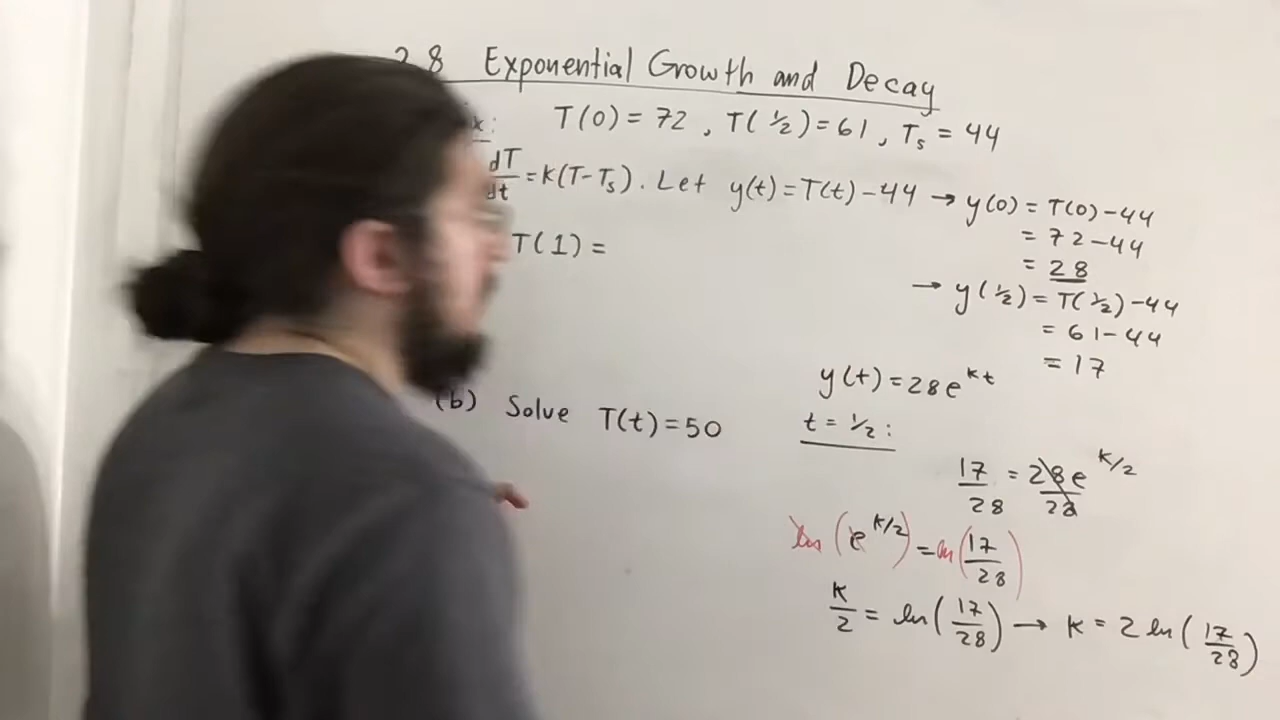 2.8 Exponential Growth and Decay
x: T(0) = 72 , T(1/2) = 61 , Ts = 44
dT/dt = K(T-Ts) . Let y(t) = T(t) - 44 → y(0) = T(0) - 44
= 72 - 44
= 28
T(1) =
→ y(1/2) = T(1/2) - 44
= 61 - 44
= 17
y(t) = 28e^kt
(b) Solve T(t) = 50
t = 1/2 :
17/28 = 28e^k/2 / 28
ln(e^k/2) = ln(17/28)
K/2 = ln(17/28) → K = 2 ln(17/28)